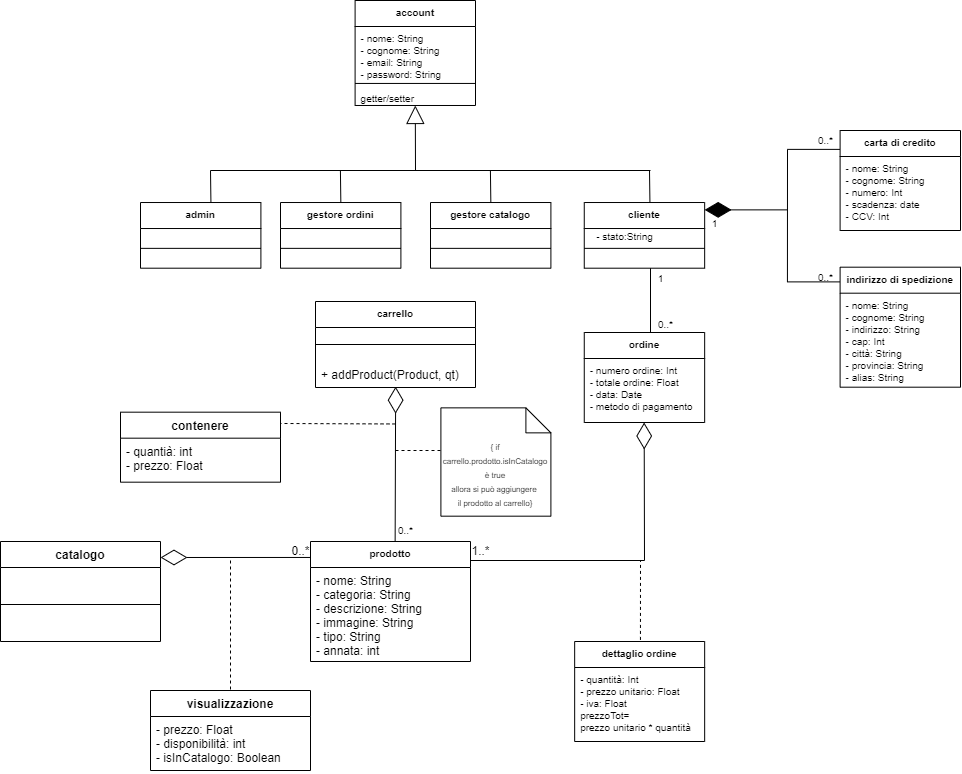 account
- nome: String
- cognome: String
- email: String
- password: String
getter/setter
admin
gestore ordini
gestore catalogo
cliente
- stato:String
1
0..*
carta di credito
- nome: String
- cognome: String
- numero: Int
- scadenza: date
- CCV: Int
0..*
indirizzo di spedizione
- nome: String
- cognome: String
- indirizzo: String
- cap: Int
- città: String
- provincia: String
- alias: String
1
0..*
ordine
- numero ordine: Int
- totale ordine: Float
- data: Date
- metodo di pagamento
carrello
+ addProduct(Product, qt)
contenere
- quantià: int
- prezzo: Float
{ if
carrello.prodotto.isInCatalogo
è true
allora si può aggiungere
il prodotto al carrello}
0..*
catalogo
0..*
prodotto
- nome: String
- categoria: String
- descrizione: String
- immagine: String
- tipo: String
- annata: int
1..*
dettaglio ordine
- quantità: Int
- prezzo unitario: Float
- iva: Float
prezzoTot=
prezzo unitario * quantità
visualizzazione
- prezzo: Float
- disponibilità: int
- isInCatalogo: Boolean